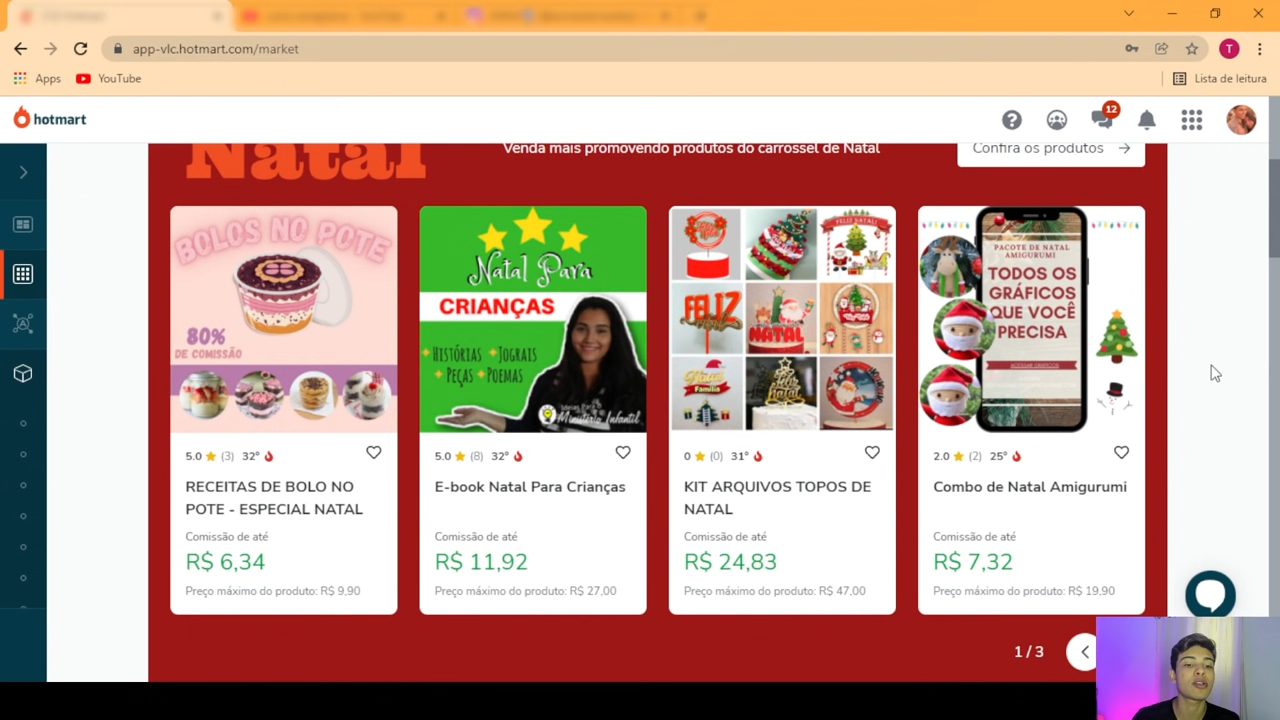 app-vlc.hotmart.com/market
T
Apps
YouTube
Lista de leitura
hotmart
12
Natal
Venda mais promovendo produtos do carrossel de Natal
Confira os produtos
BOLOS NO POTE
80%
DE COMISSÃO
Natal Para
CRIANÇAS
HISTÓRIAS JOGRAIS
PEÇAS POEMAS
Ministério Infantil
FELIZ NATAL!
FELIZ
NATAL
Família
Feliz
Natal
PACOTE DE NATAL
AMIGURUMI
TODOS OS
GRÁFICOS
QUE VOCÊ
PRECISA
5.0 (3) 32°
5.0 (8) 32°
0 (0) 31°
2.0 (2) 25°
RECEITAS DE BOLO NO
POTE - ESPECIAL NATAL
E-book Natal Para Crianças
KIT ARQUIVOS TOPOS DE
NATAL
Combo de Natal Amigurumi
Comissão de até
Comissão de até
Comissão de até
Comissão de até
R$ 6,34
R$ 11,92
R$ 24,83
R$ 7,32
Preço máximo do produto: R$ 9,90
Preço máximo do produto: R$ 27,00
Preço máximo do produto: R$ 47,00
Preço máximo do produto: R$ 19,90
1 / 3